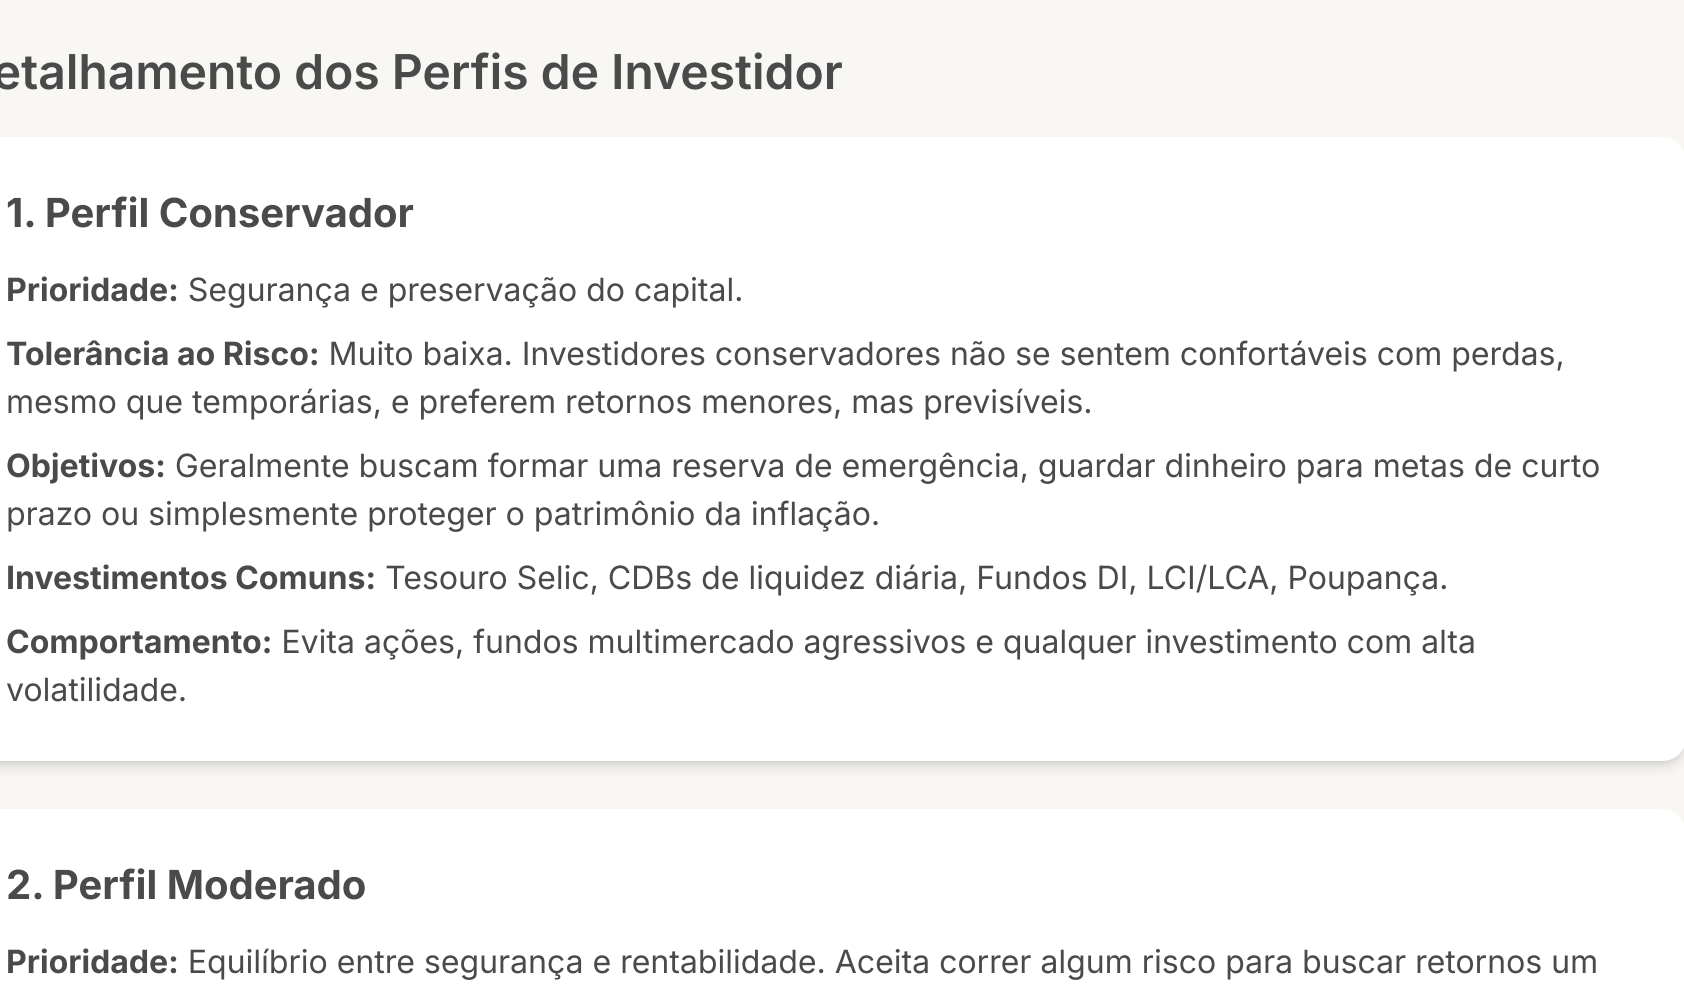 etalhamento dos Perfis de Investidor
1. Perfil Conservador
Prioridade: Segurança e preservação do capital.
Tolerância ao Risco: Muito baixa. Investidores conservadores não se sentem confortáveis com perdas,
mesmo que temporárias, e preferem retornos menores, mas previsíveis.
Objetivos: Geralmente buscam formar uma reserva de emergência, guardar dinheiro para metas de curto
prazo ou simplesmente proteger o patrimônio da inflação.
Investimentos Comuns: Tesouro Selic, CDBs de liquidez diária, Fundos DI, LCI/LCA, Poupança.
Comportamento: Evita ações, fundos multimercado agressivos e qualquer investimento com alta
volatilidade.
2. Perfil Moderado
Prioridade: Equilíbrio entre segurança e rentabilidade. Aceita correr algum risco para buscar retornos um